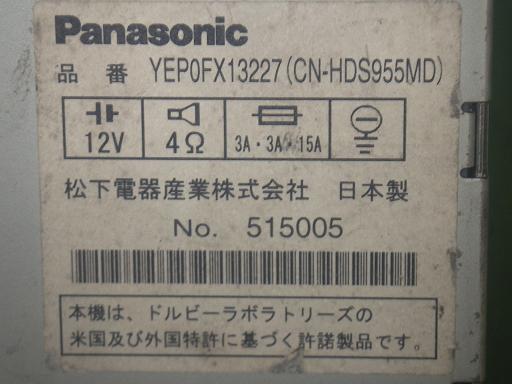 Panasonic
品番 YEP0FX13227(CN-HDS955MD)
12V 4Ω 3A・3A・15A
松下電器産業株式会社 日本製
No. 515005
本機は、ドルビーラボラトリーズの
米国及び外国特許に基づく許諾製品です。